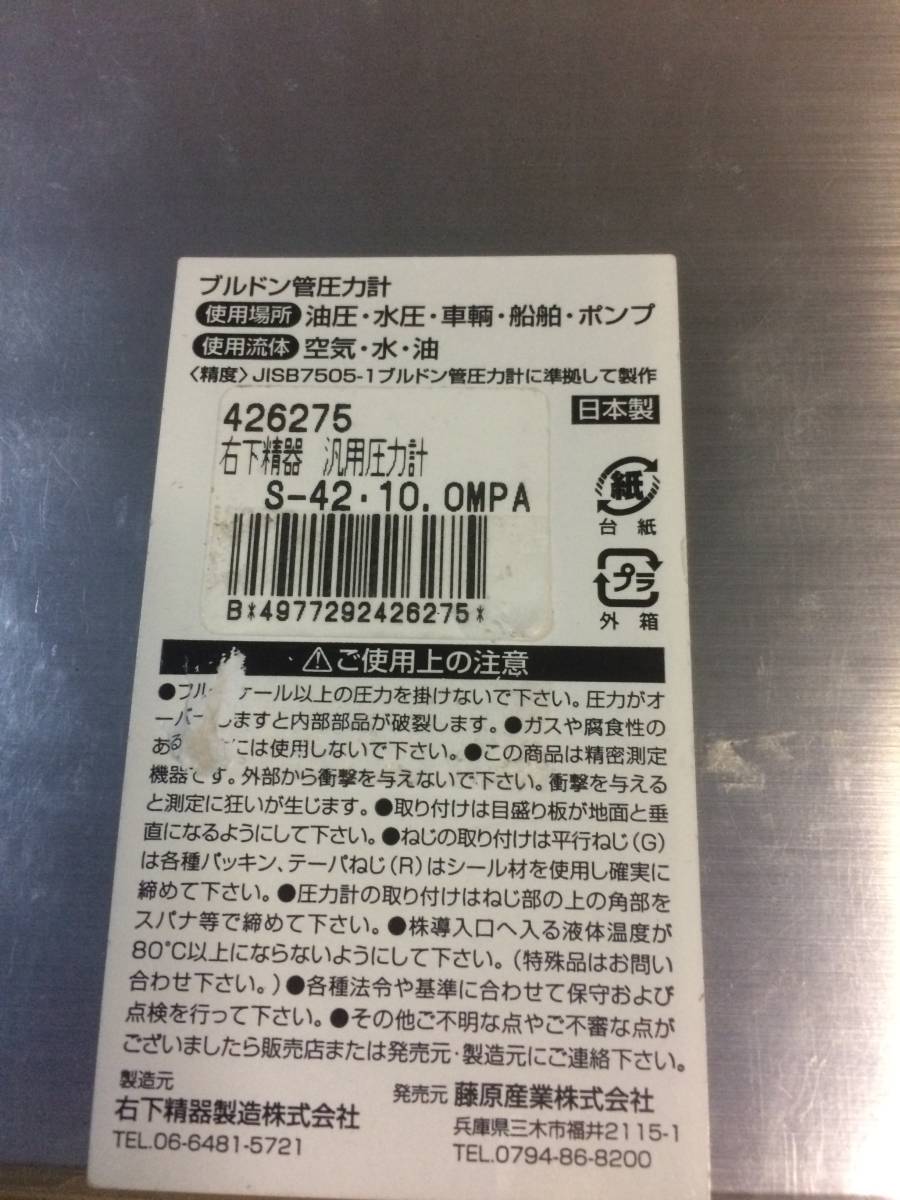 ブルドン管圧力計
使用場所 油圧・水圧・車輌・船舶・ポンプ
使用流体 空気・水・油
〈精度〉JISB7505-1ブルドン管圧力計に準拠して製作
426275
右下精器 汎用圧力計
S-42・10.0MPA
B*4977292426275*
日本製
紙
台紙
プラ
外箱
⚠ご使用上の注意
●フル ケール以上の圧力を掛けないで下さい。圧力がオ
ーバー しますと内部部品が破裂します。●ガスや腐食性の
ある には使用しないで下さい。●この商品は精密測定
機器です。外部から衝撃を与えないで下さい。衝撃を与える
と測定に狂いが生じます。●取り付けは目盛り板が地面と垂
直になるようにして下さい。●ねじの取り付けは平行ねじ(G)
は各種パッキン、テーパねじ(R)はシール材を使用し確実に
締めて下さい。●圧力計の取り付けはねじ部の上の角部を
スパナ等で締めて下さい。●株導入口へ入る液体温度が
80℃以上にならないようにして下さい。(特殊品はお問い
合わせ下さい。)●各種法令や基準に合わせて保守および
点検を行って下さい。●その他ご不明な点やご不審な点が
ございましたら販売店または発売元・製造元にご連絡下さい。
製造元
右下精器製造株式会社
TEL.06-6481-5721
発売元 藤原産業株式会社
兵庫県三木市福井2115-1
TEL.0794-86-8200